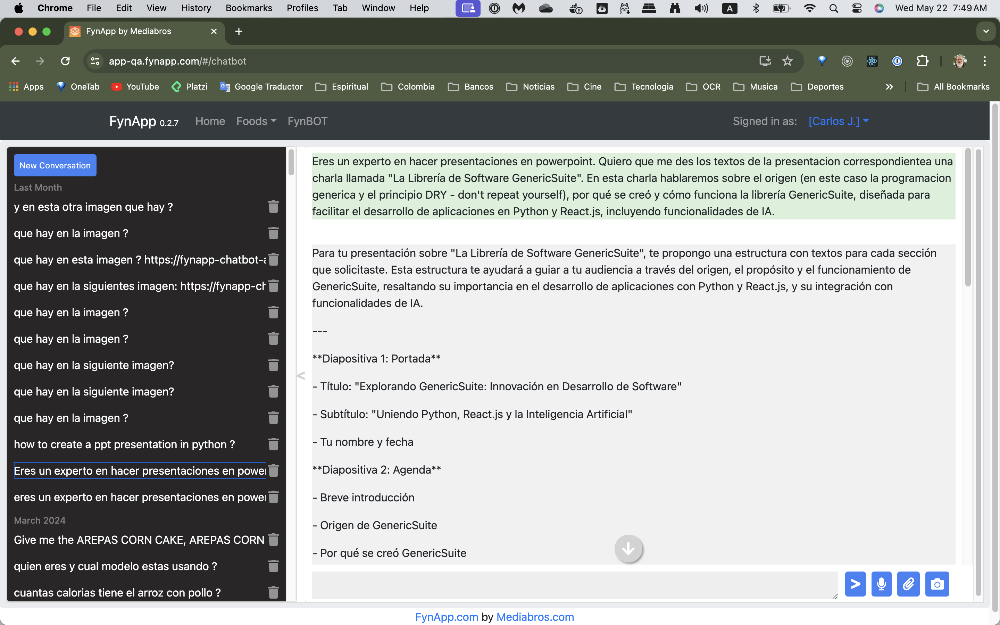 Chrome File Edit View History Bookmarks Profiles Tab Window Help A Wed May 22 7:49 AM
FynApp by Mediabros
app-qa.fynapp.com/#/chatbot
Apps OneTab YouTube Platzi Google Traductor Espiritual Colombia Bancos Noticias Cine Tecnologia OCR Musica Deportes All Bookmarks
FynApp 0.2.7 Home Foods FynBOT Signed in as: [Carlos J.]
New Conversation
Last Month
y en esta otra imagen que hay ?
que hay en la imagen ?
que hay en esta imagen ? https://fynapp-chatbot-
que hay en la siguientes imagen: https://fynapp-ch
que hay en la imagen ?
que hay en la imagen ?
que hay en la siguiente imagen?
que hay en la siguiente imagen?
que hay en la imagen ?
how to create a ppt presentation in python ?
Eres un experto en hacer presentaciones en power
eres un experto en hacer presentaciones en power
March 2024
Give me the AREPAS CORN CAKE, AREPAS CORN
quien eres y cual modelo estas usando ?
cuantas calorias tiene el arroz con pollo ?
<
Eres un experto en hacer presentaciones en powerpoint. Quiero que me des los textos de la presentacion correspondientea una
charla llamada "La Librería de Software GenericSuite". En esta charla hablaremos sobre el origen (en este caso la programacion
generica y el principio DRY - don't repeat yourself), por qué se creó y cómo funciona la librería GenericSuite, diseñada para
facilitar el desarrollo de aplicaciones en Python y React.js, incluyendo funcionalidades de IA.
Para tu presentación sobre "La Librería de Software GenericSuite", te propongo una estructura con textos para cada sección
que solicitaste. Esta estructura te ayudará a guiar a tu audiencia a través del origen, el propósito y el funcionamiento de
GenericSuite, resaltando su importancia en el desarrollo de aplicaciones con Python y React.js, y su integración con
funcionalidades de IA.
---
**Diapositiva 1: Portada**
- Título: "Explorando GenericSuite: Innovación en Desarrollo de Software"
- Subtítulo: "Uniendo Python, React.js y la Inteligencia Artificial"
- Tu nombre y fecha
**Diapositiva 2: Agenda**
- Breve introducción
- Origen de GenericSuite
- Por qué se creó GenericSuite
FynApp.com by Mediabros.com